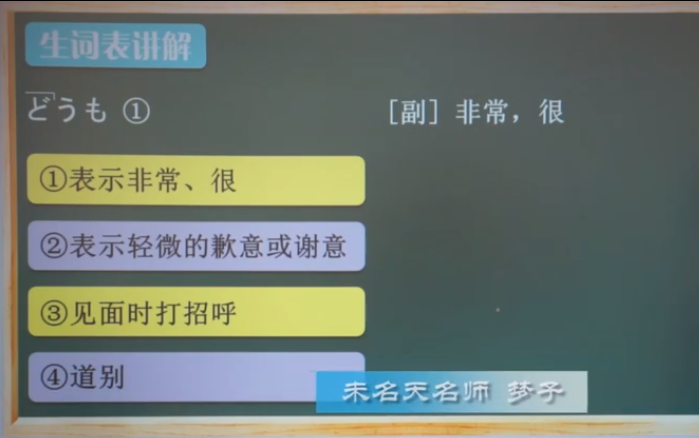 生词表讲解
どうも ① [副] 非常，很
①表示非常、很
②表示轻微的歉意或谢意
③见面时打招呼
④道别
未名天名师 梦子